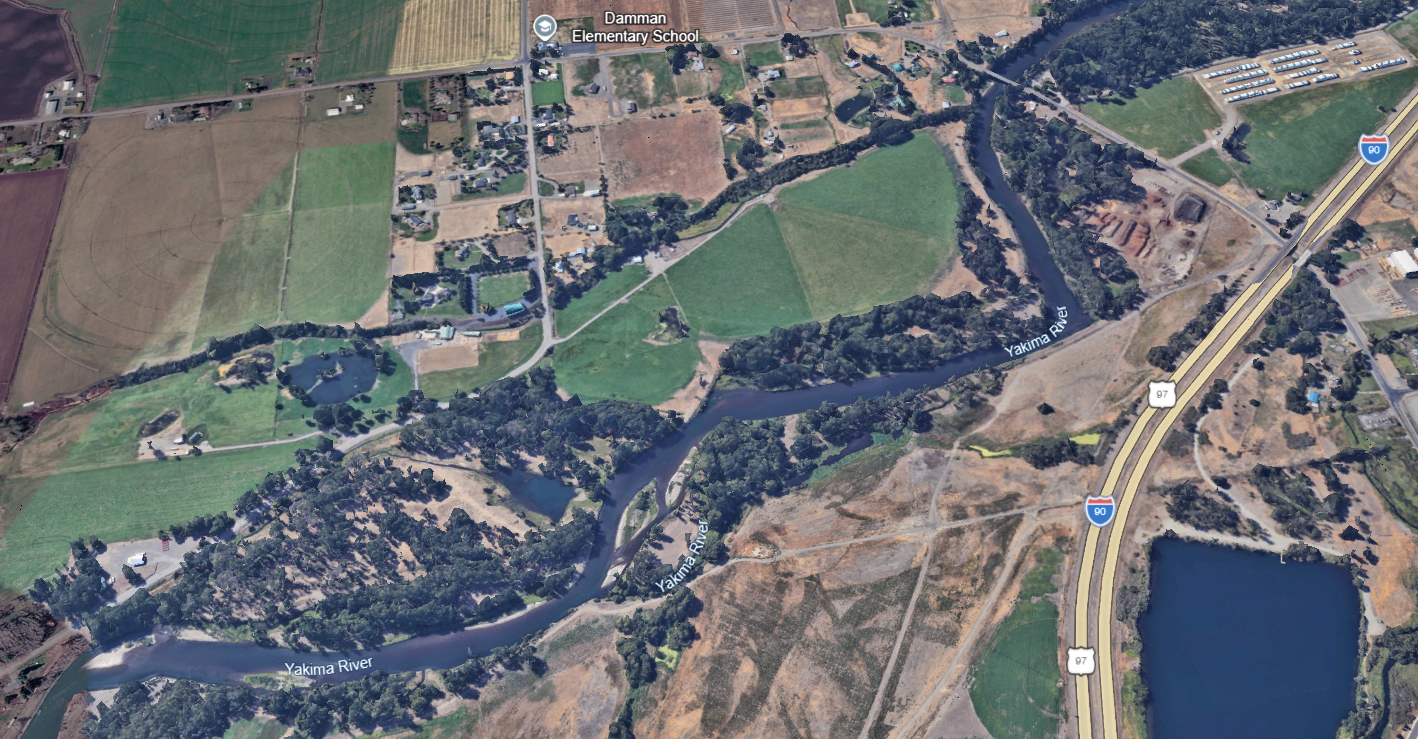 Damman
Elementary School
90
Yakima River
97
90
Yakima River
Yakima River
97